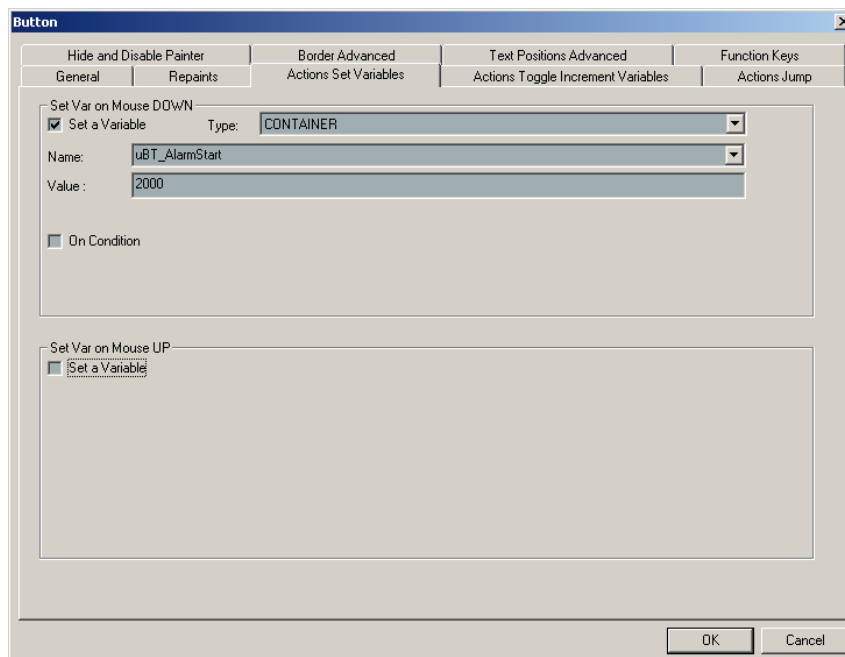 Button
Hide and Disable Painter Border Advanced Text Positions Advanced Function Keys
General Repaints Actions Set Variables Actions Toggle Increment Variables Actions Jump
Set Var on Mouse DOWN
Set a Variable Type: CONTAINER
Name: uBT_AlarmStart
Value : 2000
On Condition
Set Var on Mouse UP
Set a Variable
OK Cancel